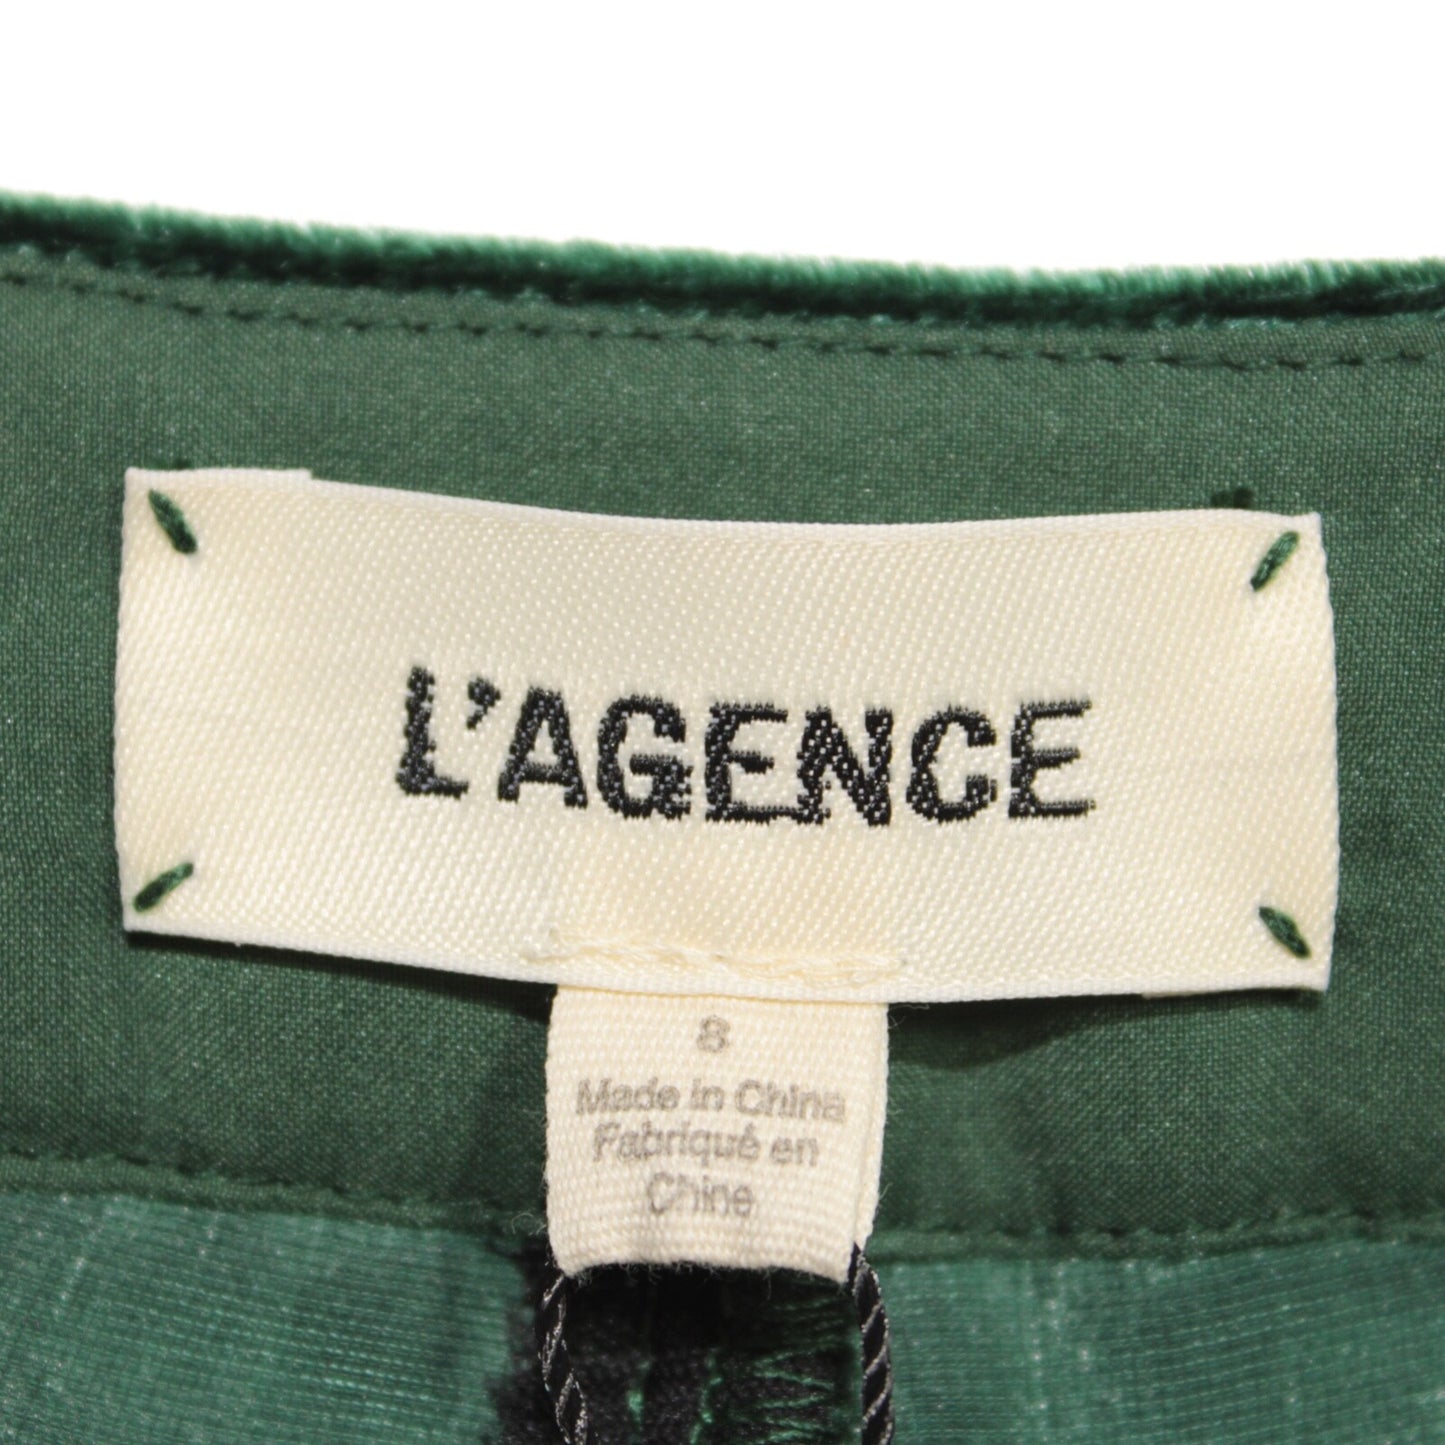 L'AGENCE
8
Made in China
Fabriqué en
Chine